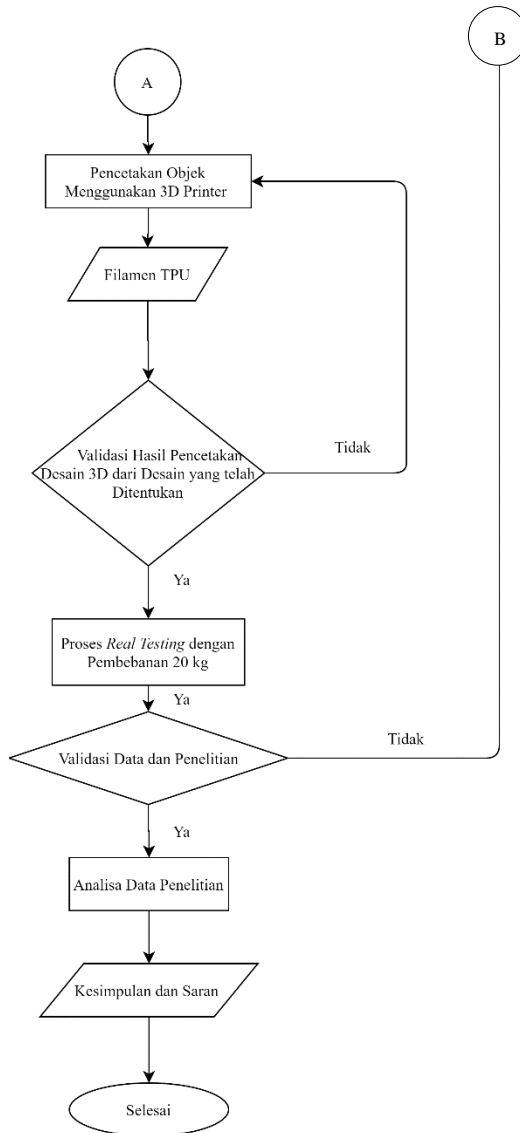 B
A
Pencetakan Objek
Menggunakan 3D Printer
Filamen TPU
Validasi Hasil Pencetakan
Desain 3D dari Desain yang telah
Ditentukan
Tidak
Ya
Proses Real Testing dengan
Pembebanan 20 kg
Ya
Validasi Data dan Penelitian
Tidak
Ya
Analisa Data Penelitian
Kesimpulan dan Saran
Selesai